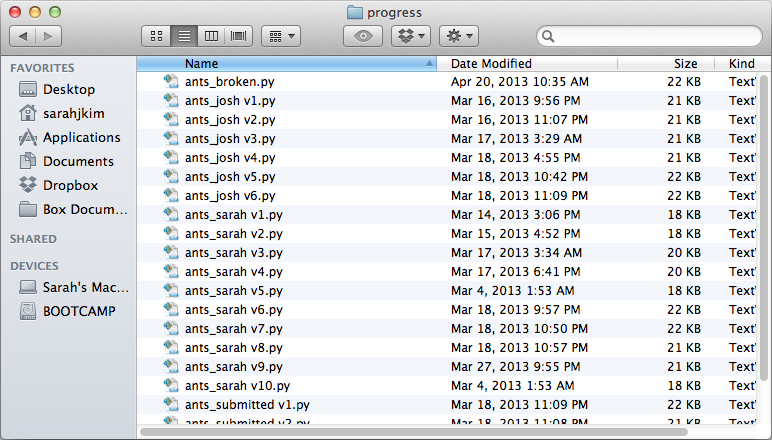 progress
FAVORITES
Desktop
sarahjkim
Applications
Documents
Dropbox
Box Docum...
SHARED
DEVICES
Sarah's Mac...
BOOTCAMP
Name Date Modified Size Kind
ants_broken.py Apr 20, 2013 10:35 AM 22 KB Text
ants_josh v1.py Mar 16, 2013 9:56 PM 21 KB Text
ants_josh v2.py Mar 16, 2013 11:07 PM 21 KB Text
ants_josh v3.py Mar 17, 2013 3:29 AM 21 KB Text
ants_josh v4.py Mar 18, 2013 4:55 PM 21 KB Text
ants_josh v5.py Mar 18, 2013 10:42 PM 22 KB Text
ants_josh v6.py Mar 18, 2013 11:09 PM 22 KB Text
ants_sarah v1.py Mar 14, 2013 3:06 PM 18 KB Text
ants_sarah v2.py Mar 15, 2013 4:52 PM 18 KB Text
ants_sarah v3.py Mar 17, 2013 3:34 AM 20 KB Text
ants_sarah v4.py Mar 17, 2013 6:41 PM 20 KB Text
ants_sarah v5.py Mar 4, 2013 1:53 AM 18 KB Text
ants_sarah v6.py Mar 18, 2013 9:57 PM 22 KB Text
ants_sarah v7.py Mar 18, 2013 10:50 PM 22 KB Text
ants_sarah v8.py Mar 18, 2013 10:57 PM 21 KB Text
ants_sarah v9.py Mar 27, 2013 9:55 PM 21 KB Text
ants_sarah v10.py Mar 4, 2013 1:53 AM 18 KB Text
ants_submitted v1.py Mar 18, 2013 11:09 PM 22 KB Text
ants_submitted v2.py Mar 18, 2013 11:08 PM 21 KB Text